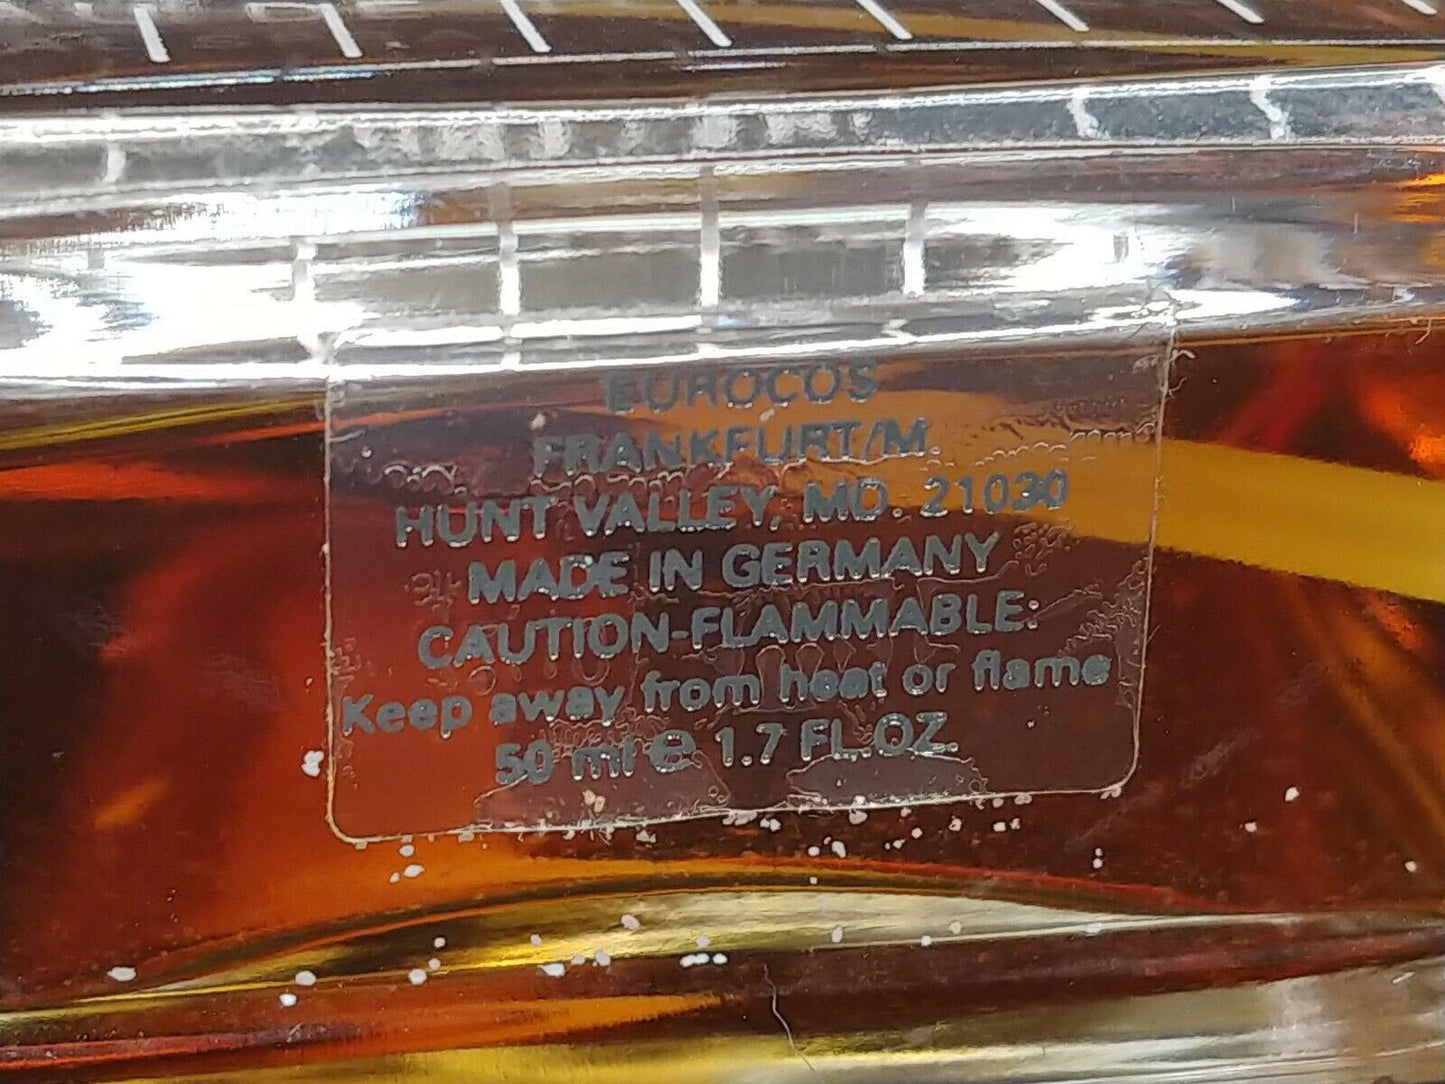 EUROCOS
FRANKFURT/M.
HUNT VALLEY, MD. 21030
MADE IN GERMANY
CAUTION-FLAMMABLE:
Keep away from heat or flame
50 ml e 1.7 FL.OZ.